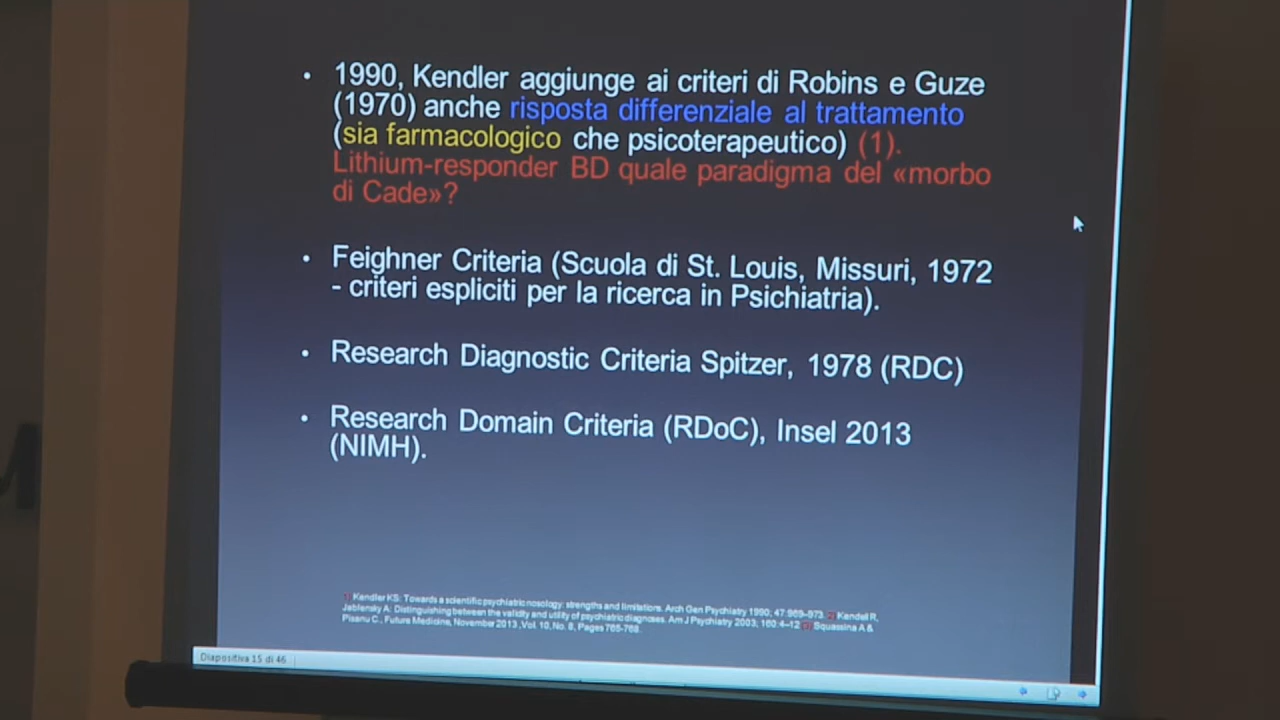 • 1990, Kendler aggiunge ai criteri di Robins e Guze
(1970) anche risposta differenziale al trattamento
(sia farmacologico che psicoterapeutico) (1).
Lithium-responder BD quale paradigma del «morbo
di Cade»?
• Feighner Criteria (Scuola di St. Louis, Missuri, 1972
- criteri espliciti per la ricerca in Psichiatria).
• Research Diagnostic Criteria Spitzer, 1978 (RDC)
• Research Domain Criteria (RDoC), Insel 2013
(NIMH).
1) Kendler KS: Towards a scientific psychiatric nosology: strengths and limitations. Arch Gen Psychiatry 1990; 47:969–973. 2) Kendell R,
Jablensky A: Distinguishing between the validity and utility of psychiatric diagnoses. Am J Psychiatry 2003; 160:4–12 3) Squassina A &
Pisanu C., Future Medicine, November 2013 ,Vol. 10, No. 8, Pages 765-768.
Diapositiva 15 di 46